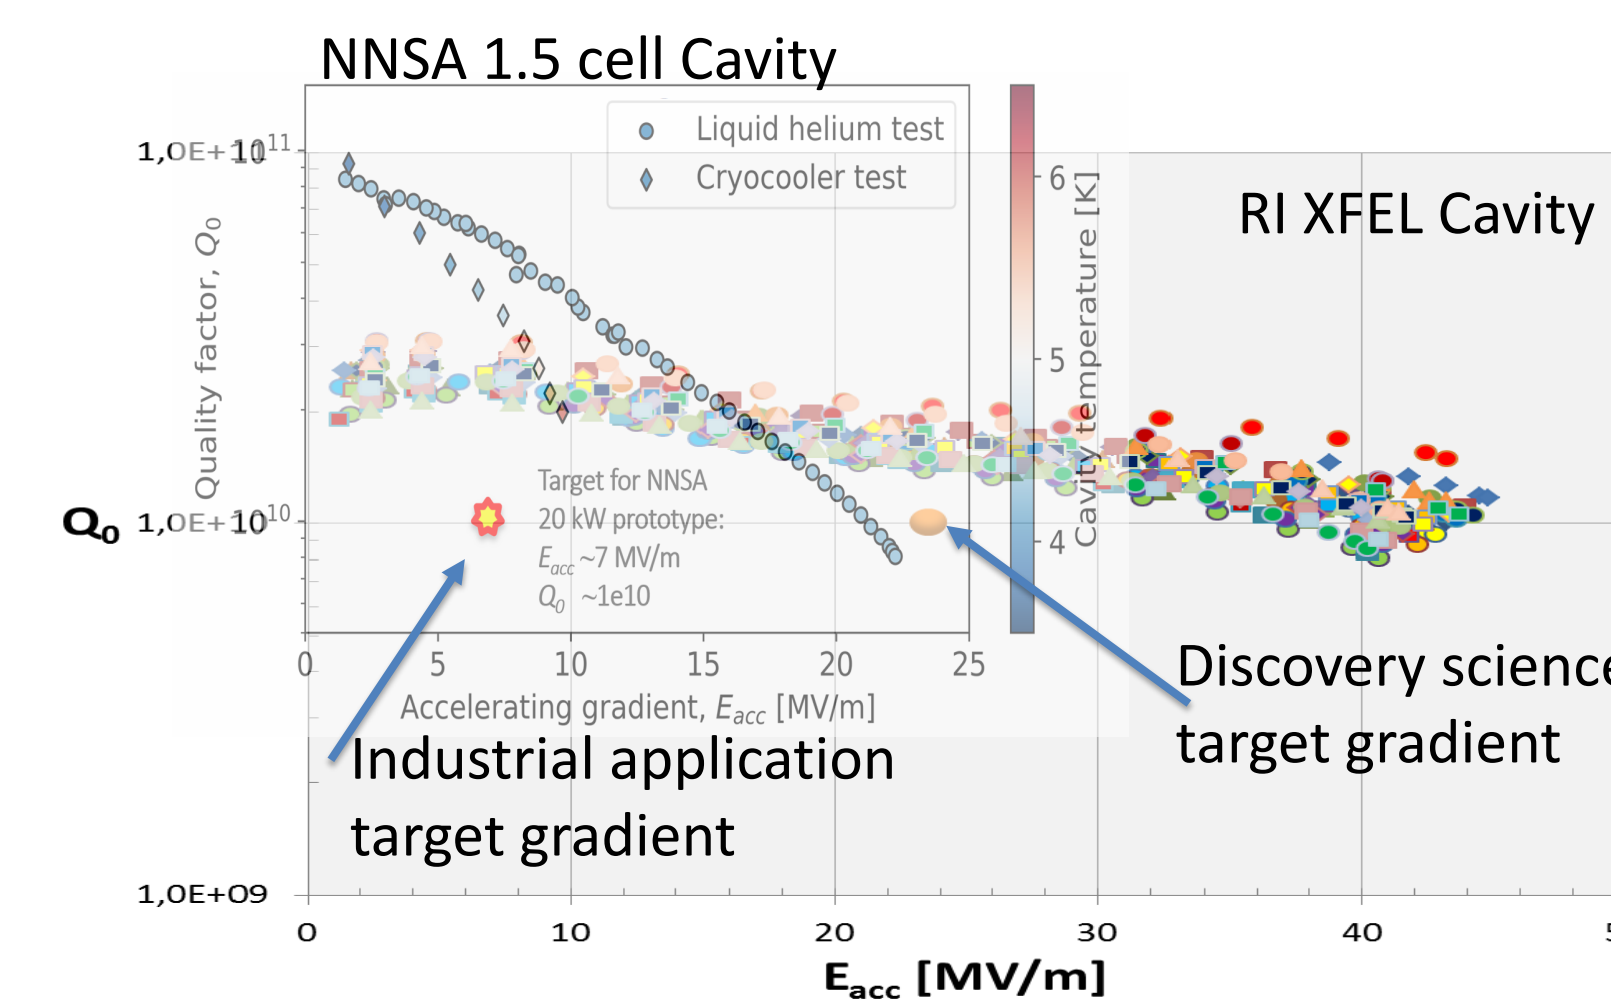 NNSA 1.5 cell Cavity
Liquid helium test
Cryocooler test
1,0E+11
10¹¹
Quality factor, Q₀
6
5
4
Cavity temperature [K]
RI XFEL Cavity
Target for NNSA
20 kW prototype:
Eacc ~7 MV/m
Q₀ ~1e10
Q₀
1,0E+10
10¹⁰
0 5 10 15 20 25
Accelerating gradient, Eacc [MV/m]
Industrial application
target gradient
Discovery science
target gradient
1,0E+09
0 10 20 30 40
Eacc [MV/m]